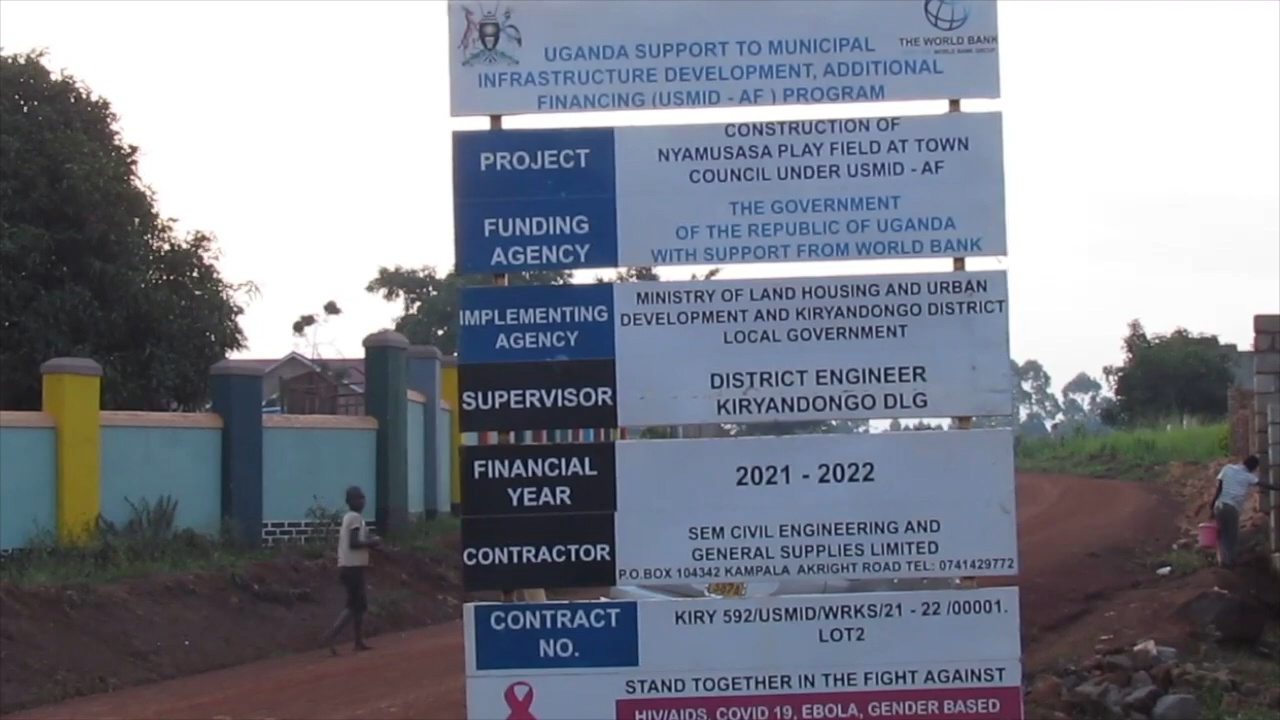 THE WORLD BANK
WORLD BANK GROUP
UGANDA SUPPORT TO MUNICIPAL
INFRASTRUCTURE DEVELOPMENT, ADDITIONAL
FINANCING (USMID - AF ) PROGRAM
PROJECT
CONSTRUCTION OF
NYAMUSASA PLAY FIELD AT TOWN
COUNCIL UNDER USMID - AF
FUNDING
AGENCY
THE GOVERNMENT
OF THE REPUBLIC OF UGANDA
WITH SUPPORT FROM WORLD BANK
IMPLEMENTING
AGENCY
MINISTRY OF LAND HOUSING AND URBAN
DEVELOPMENT AND KIRYANDONGO DISTRICT
LOCAL GOVERNMENT
SUPERVISOR
DISTRICT ENGINEER
KIRYANDONGO DLG
FINANCIAL
YEAR
2021 - 2022
CONTRACTOR
SEM CIVIL ENGINEERING AND
GENERAL SUPPLIES LIMITED
P.O.BOX 104342 KAMPALA AKRIGHT ROAD TEL: 0741429772
CONTRACT
NO.
KIRY 592/USMID/WRKS/21 - 22 /00001.
LOT2
STAND TOGETHER IN THE FIGHT AGAINST
HIV/AIDS, COVID 19, EBOLA, GENDER BASED